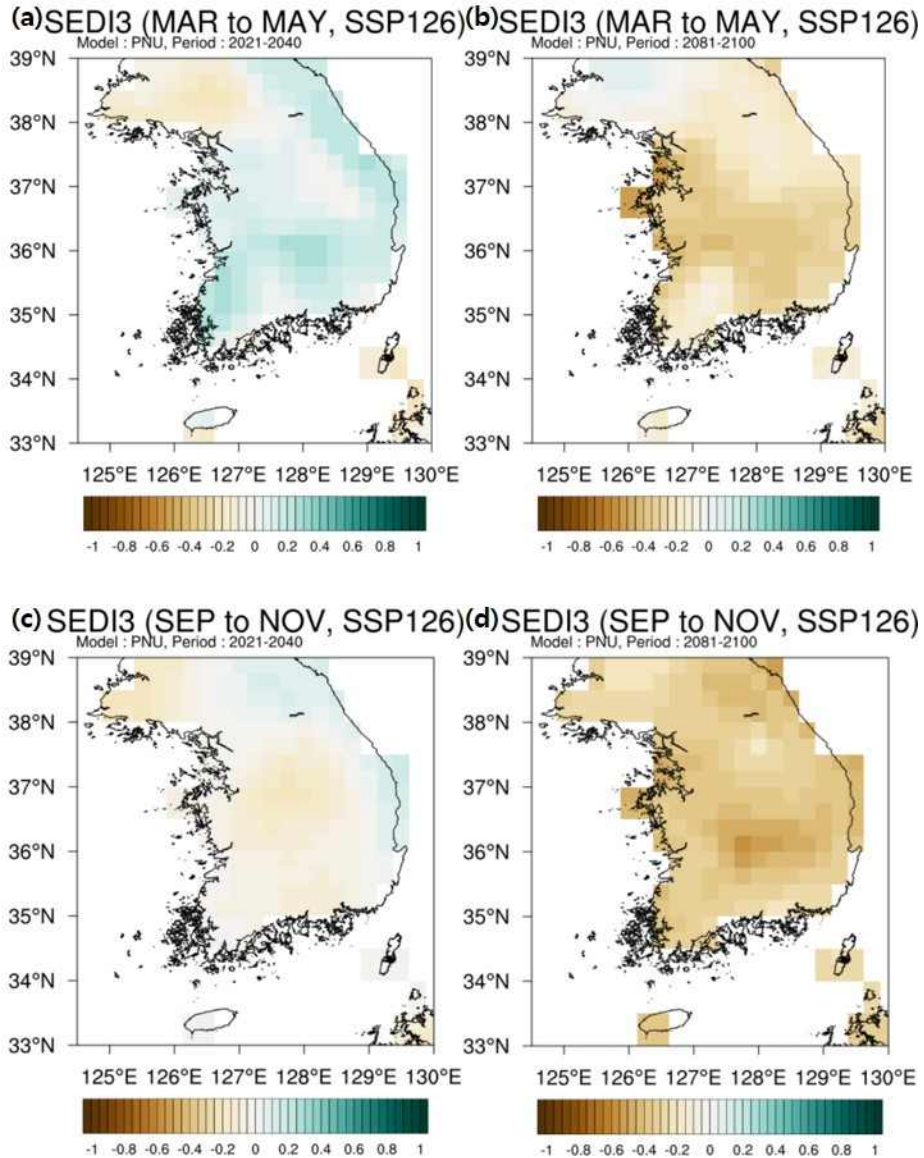 (a) SEDI3 (MAR to MAY, SSP126)
Model : PNU, Period : 2021-2040
39°N
38°N
37°N
36°N
35°N
34°N
33°N
125°E 126°E 127°E 128°E 129°E 130°E
-1 -0.8 -0.6 -0.4 -0.2 0 0.2 0.4 0.6 0.8 1
(b) SEDI3 (MAR to MAY, SSP126)
Model : PNU, Period : 2081-2100
39°N
38°N
37°N
36°N
35°N
34°N
33°N
125°E 126°E 127°E 128°E 129°E 130°E
-1 -0.8 -0.6 -0.4 -0.2 0 0.2 0.4 0.6 0.8 1
(c) SEDI3 (SEP to NOV, SSP126)
Model : PNU, Period : 2021-2040
39°N
38°N
37°N
36°N
35°N
34°N
33°N
125°E 126°E 127°E 128°E 129°E 130°E
-1 -0.8 -0.6 -0.4 -0.2 0 0.2 0.4 0.6 0.8 1
(d) SEDI3 (SEP to NOV, SSP126)
Model : PNU, Period : 2081-2100
39°N
38°N
37°N
36°N
35°N
34°N
33°N
125°E 126°E 127°E 128°E 129°E 130°E
-1 -0.8 -0.6 -0.4 -0.2 0 0.2 0.4 0.6 0.8 1